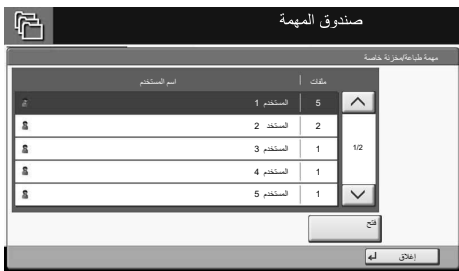 صندوق المهمة
مهمة طباعة/مخزنة خاصة
اسم المستخدم ملفات
المستخدم 1 5
المستخد 2 2
المستخدم 3 1
1/2
المستخدم 4 1
المستخدم 5 1
فتح
إغلاق